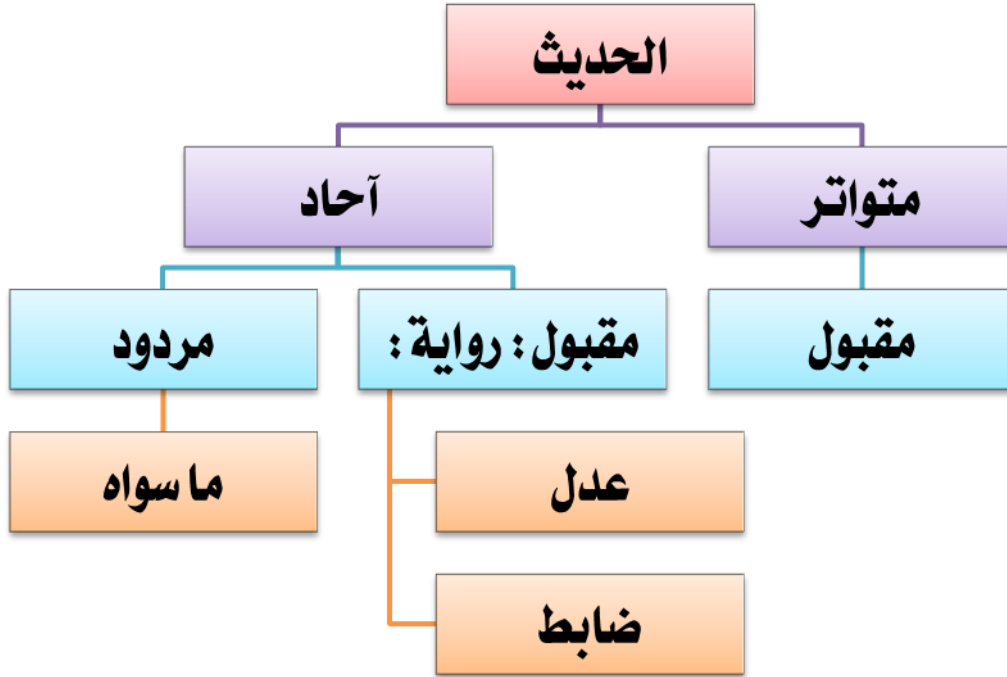 الحديث
متواتر
آحاد
مقبول
مقبول : رواية :
مردود
عدل
ما سواه
ضابط